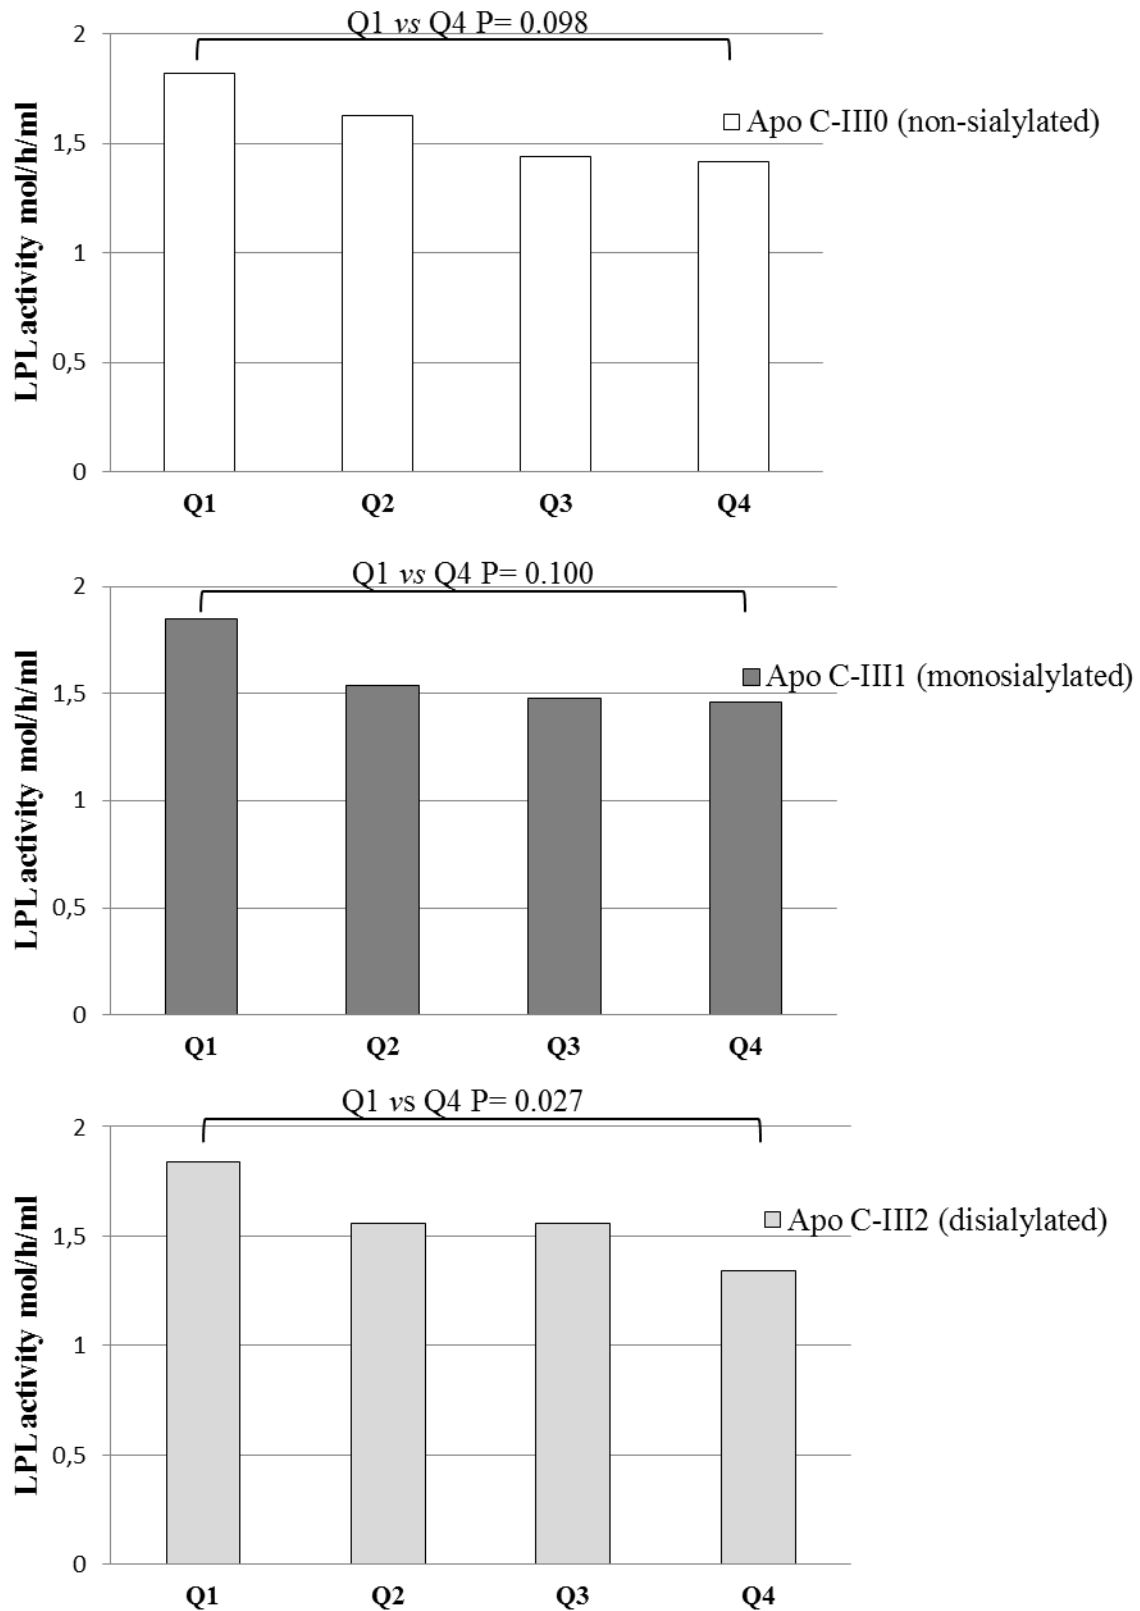 Q1 vs Q4 P= 0.098
2
1,5
1
0,5
0
LPL activity mol/h/ml
Apo C-III0 (non-sialylated)
Q1 Q2 Q3 Q4
Q1 vs Q4 P= 0.100
2
1,5
1
0,5
0
LPL activity mol/h/ml
Apo C-III1 (monosialylated)
Q1 Q2 Q3 Q4
Q1 vs Q4 P= 0.027
2
1,5
1
0,5
0
LPL activity mol/h/ml
Apo C-III2 (disialylated)
Q1 Q2 Q3 Q4